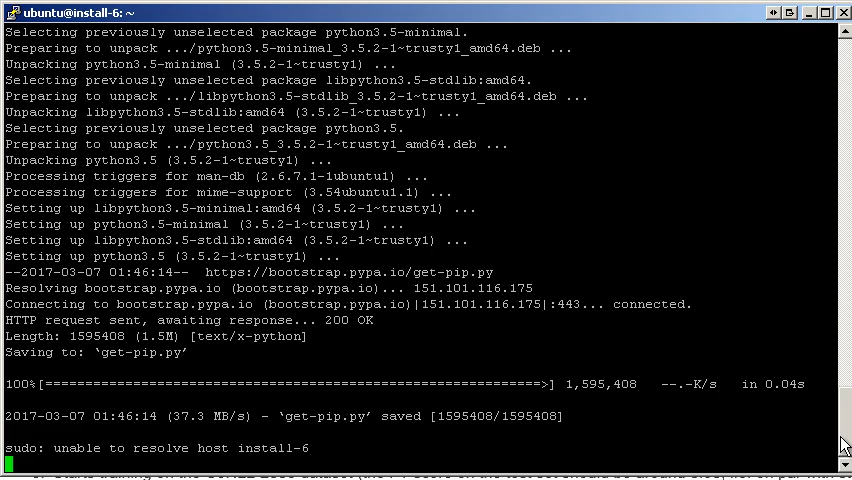 ubuntu@install-6: ~
Selecting previously unselected package python3.5-minimal.
Preparing to unpack .../python3.5-minimal_3.5.2-1~trusty1_amd64.deb ...
Unpacking python3.5-minimal (3.5.2-1~trusty1) ...
Selecting previously unselected package libpython3.5-stdlib:amd64.
Preparing to unpack .../libpython3.5-stdlib_3.5.2-1~trusty1_amd64.deb ...
Unpacking libpython3.5-stdlib:amd64 (3.5.2-1~trusty1) ...
Selecting previously unselected package python3.5.
Preparing to unpack .../python3.5_3.5.2-1~trusty1_amd64.deb ...
Unpacking python3.5 (3.5.2-1~trusty1) ...
Processing triggers for man-db (2.6.7.1-1ubuntu1) ...
Processing triggers for mime-support (3.54ubuntu1.1) ...
Setting up libpython3.5-minimal:amd64 (3.5.2-1~trusty1) ...
Setting up python3.5-minimal (3.5.2-1~trusty1) ...
Setting up libpython3.5-stdlib:amd64 (3.5.2-1~trusty1) ...
Setting up python3.5 (3.5.2-1~trusty1) ...
--2017-03-07 01:46:14--  https://bootstrap.pypa.io/get-pip.py
Resolving bootstrap.pypa.io (bootstrap.pypa.io)... 151.101.116.175
Connecting to bootstrap.pypa.io (bootstrap.pypa.io)|151.101.116.175|:443... connected.
HTTP request sent, awaiting response... 200 OK
Length: 1595408 (1.5M) [text/x-python]
Saving to: ‘get-pip.py’
100%[==============================================================>] 1,595,408   --.-K/s   in 0.04s
2017-03-07 01:46:14 (37.3 MB/s) - ‘get-pip.py’ saved [1595408/1595408]
sudo: unable to resolve host install-6